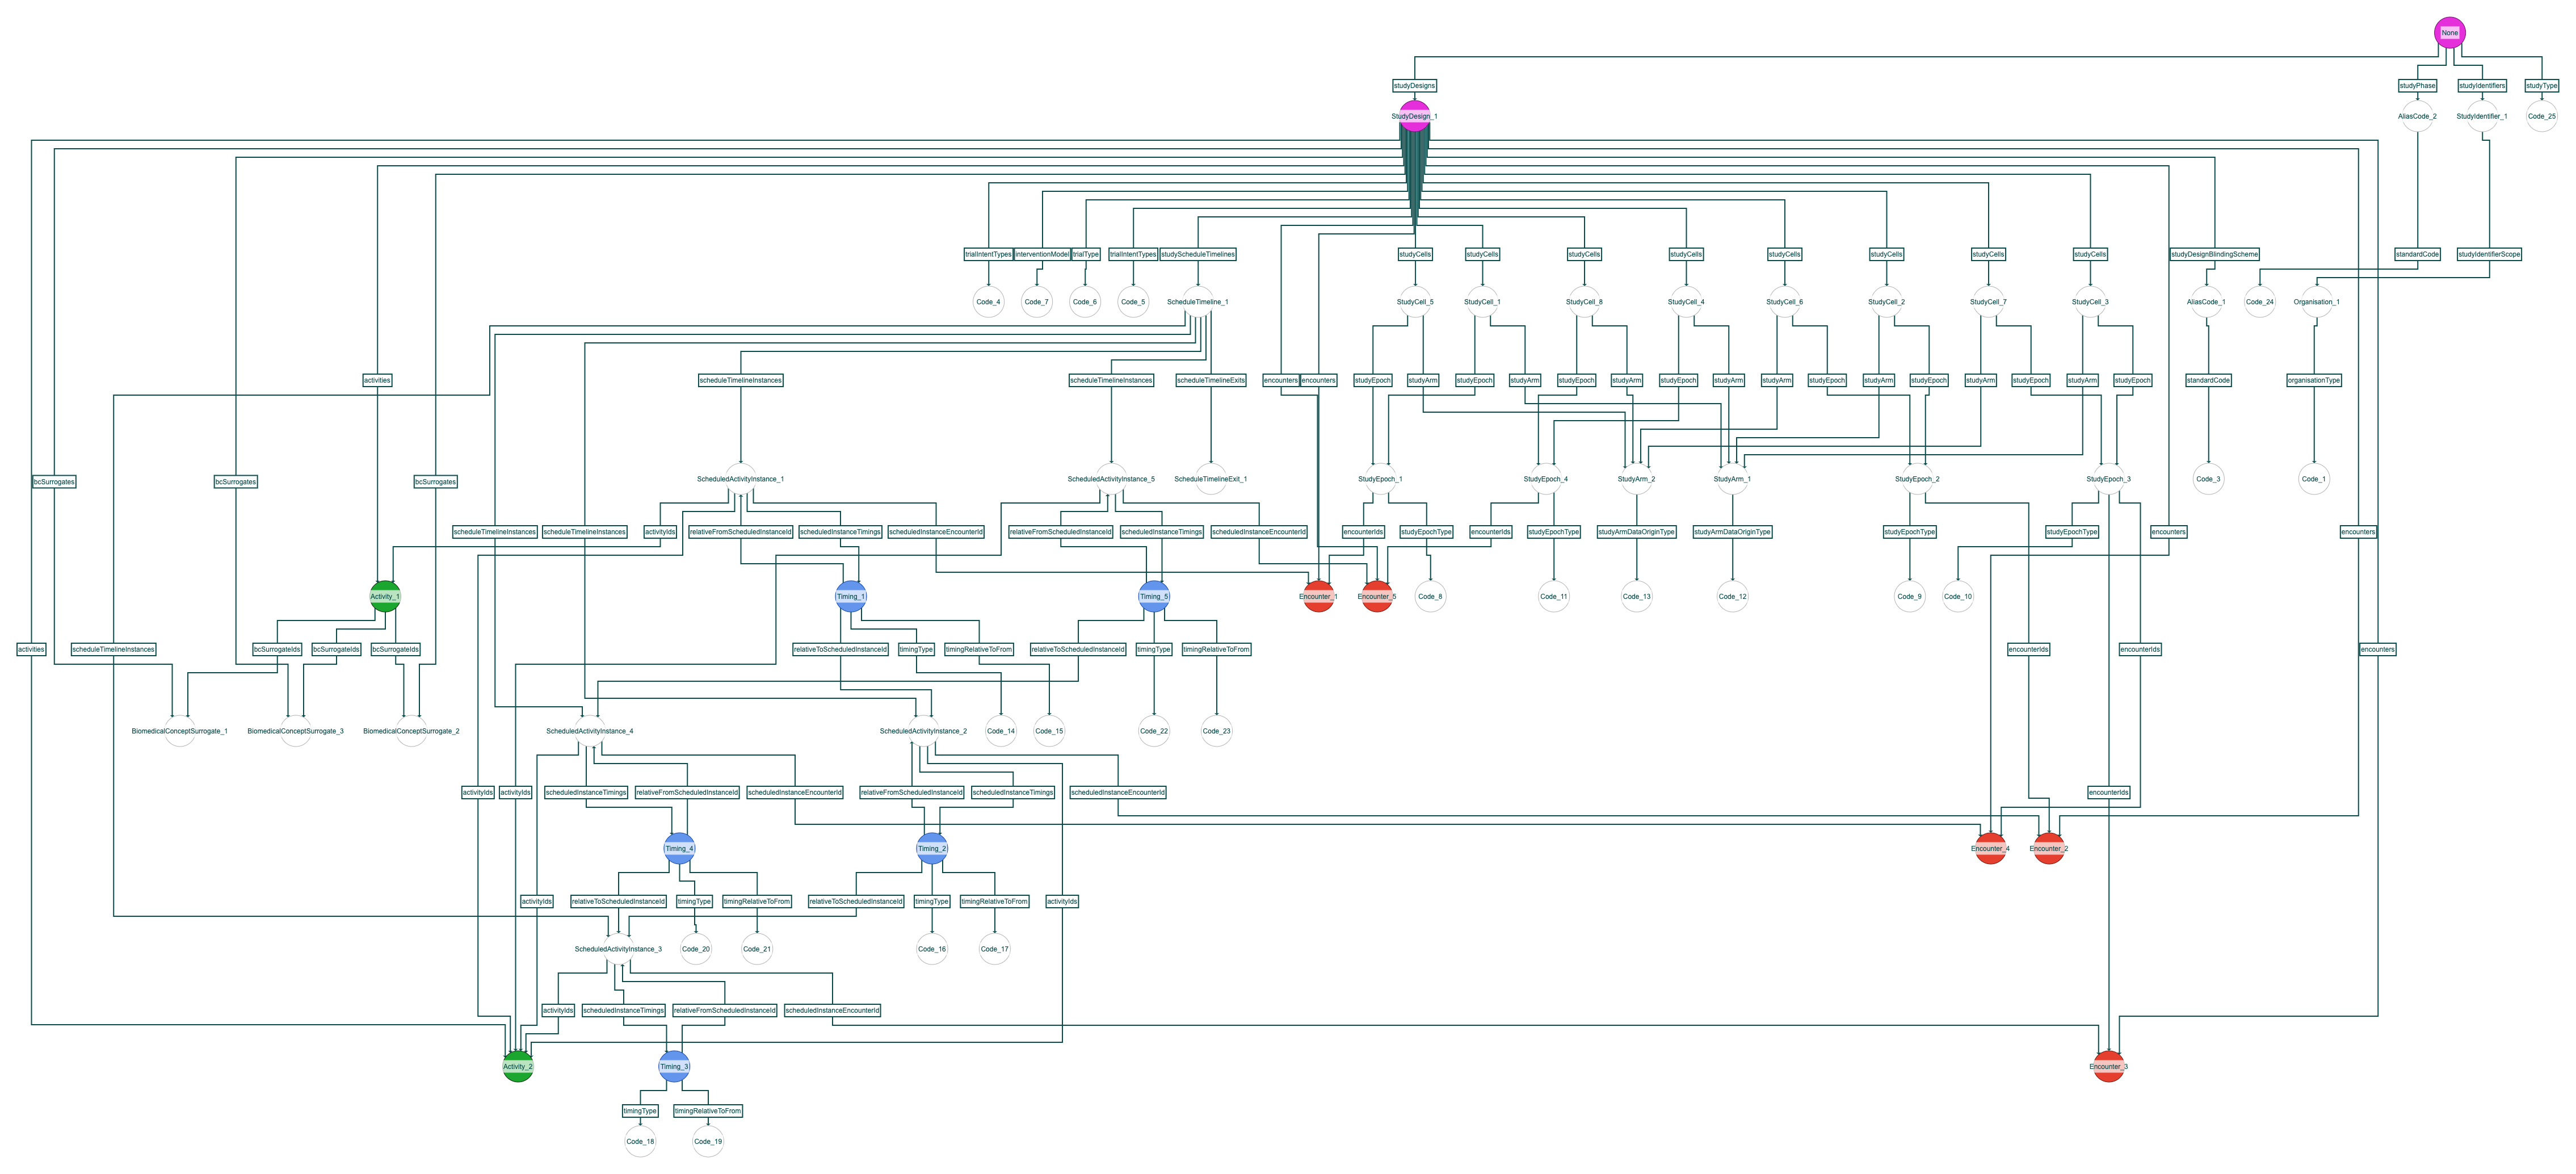 None
studyDesigns
studyPhase
studyIdentifiers
studyType
StudyDesign_1
AliasCode_2
StudyIdentifier_1
Code_25
trialIntentTypes
interventionModel
trialType
trialIntentTypes
studyScheduleTimelines
studyCells
studyCells
studyCells
studyCells
studyCells
studyCells
studyCells
studyCells
studyDesignBlindingScheme
standardCode
studyIdentifierScope
Code_4
Code_7
Code_6
Code_5
ScheduleTimeline_1
StudyCell_5
StudyCell_1
StudyCell_8
StudyCell_4
StudyCell_6
StudyCell_2
StudyCell_7
StudyCell_3
AliasCode_1
Code_24
Organisation_1
activities
scheduleTimelineInstances
scheduleTimelineInstances
scheduleTimelineExits
encounters
encounters
studyEpoch
studyArm
studyEpoch
studyArm
studyEpoch
studyArm
studyEpoch
studyArm
studyArm
studyEpoch
studyArm
studyEpoch
studyArm
studyEpoch
studyArm
studyEpoch
standardCode
organisationType
bcSurrogates
bcSurrogates
bcSurrogates
ScheduledActivityInstance_1
ScheduledActivityInstance_5
ScheduleTimelineExit_1
StudyEpoch_1
StudyEpoch_4
StudyArm_2
StudyArm_1
StudyEpoch_2
StudyEpoch_3
Code_3
Code_1
scheduleTimelineInstances
scheduleTimelineInstances
activityIds
relativeFromScheduledInstanceId
scheduledInstanceTimings
scheduledInstanceEncounterId
relativeFromScheduledInstanceId
scheduledInstanceTimings
scheduledInstanceEncounterId
encounterIds
studyEpochType
encounterIds
studyEpochType
studyArmDataOriginType
studyArmDataOriginType
studyEpochType
studyEpochType
encounters
encounters
Activity_1
Timing_1
Timing_5
Encounter_1
Encounter_5
Code_8
Code_11
Code_13
Code_12
Code_9
Code_10
activities
scheduleTimelineInstances
bcSurrogateIds
bcSurrogateIds
bcSurrogateIds
relativeToScheduledInstanceId
timingType
timingRelativeToFrom
relativeToScheduledInstanceId
timingType
timingRelativeToFrom
encounterIds
encounterIds
encounters
BiomedicalConceptSurrogate_1
BiomedicalConceptSurrogate_3
BiomedicalConceptSurrogate_2
ScheduledActivityInstance_4
ScheduledActivityInstance_2
Code_14
Code_15
Code_22
Code_23
activityIds
activityIds
scheduledInstanceTimings
relativeFromScheduledInstanceId
scheduledInstanceEncounterId
relativeFromScheduledInstanceId
scheduledInstanceTimings
scheduledInstanceEncounterId
encounterIds
Timing_4
Timing_2
Encounter_4
Encounter_2
activityIds
relativeToScheduledInstanceId
timingType
timingRelativeToFrom
relativeToScheduledInstanceId
timingType
timingRelativeToFrom
activityIds
ScheduledActivityInstance_3
Code_20
Code_21
Code_16
Code_17
activityIds
scheduledInstanceTimings
relativeFromScheduledInstanceId
scheduledInstanceEncounterId
Activity_2
Timing_3
Encounter_3
timingType
timingRelativeToFrom
Code_18
Code_19